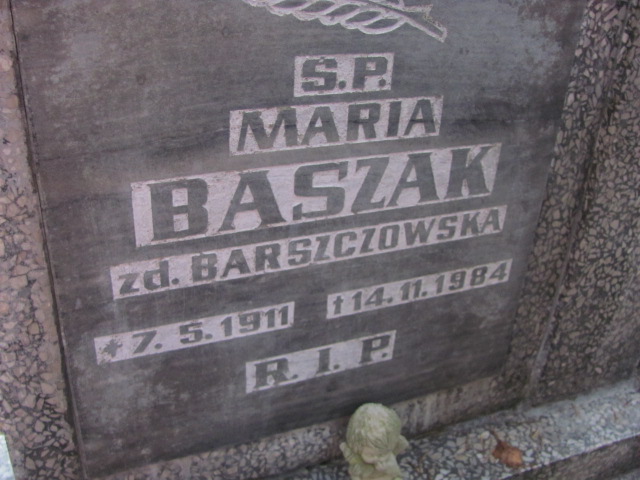 Ś.P.
MARIA
BASZAK
zd. BARSZCZOWSKA
+7. 5. 1911 †14. 11. 1984
R. I. P.